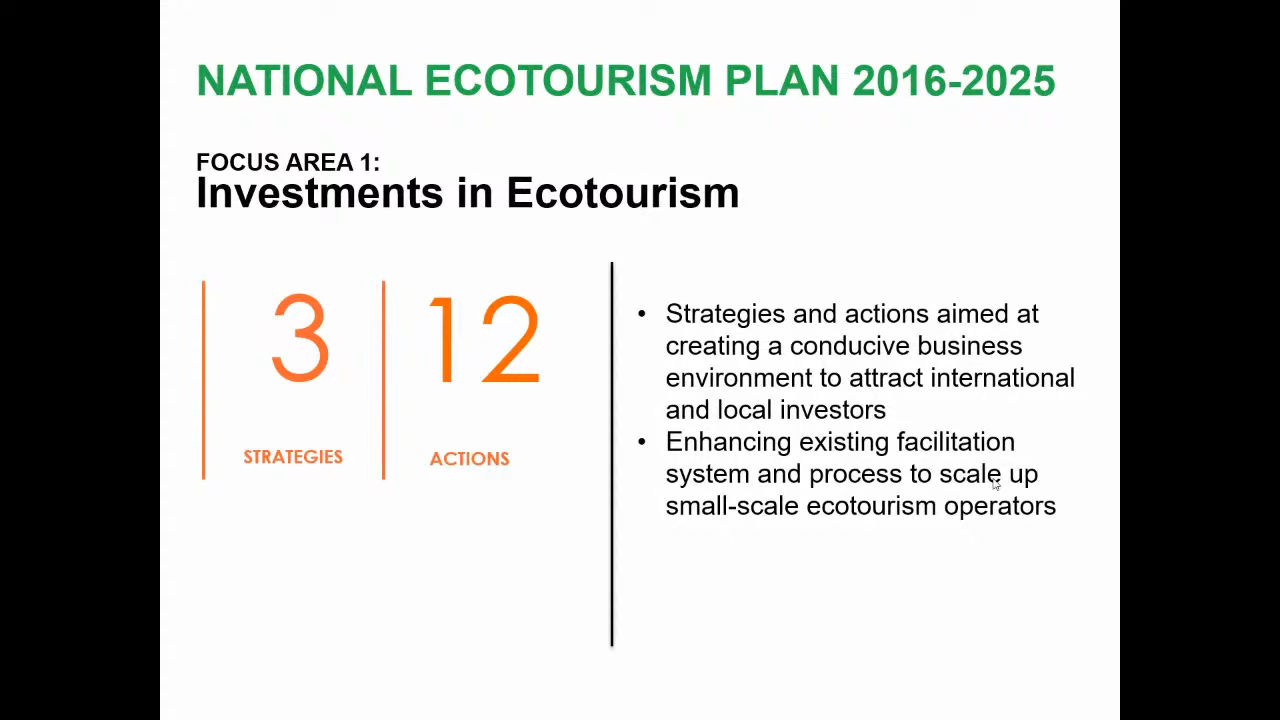 NATIONAL ECOTOURISM PLAN 2016-2025
FOCUS AREA 1:
Investments in Ecotourism
3
STRATEGIES
12
ACTIONS
• Strategies and actions aimed at
creating a conducive business
environment to attract international
and local investors
• Enhancing existing facilitation
system and process to scale up
small-scale ecotourism operators